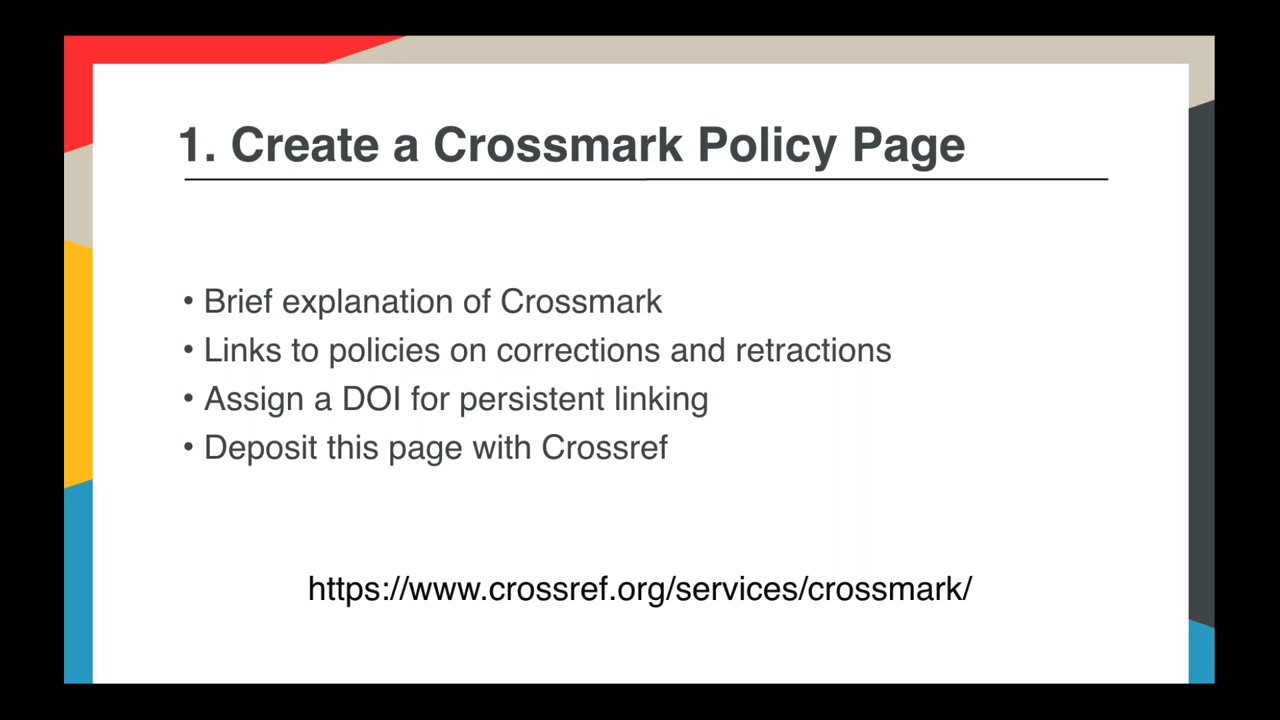 1. Create a Crossmark Policy Page
• Brief explanation of Crossmark
• Links to policies on corrections and retractions
• Assign a DOI for persistent linking
• Deposit this page with Crossref
https://www.crossref.org/services/crossmark/